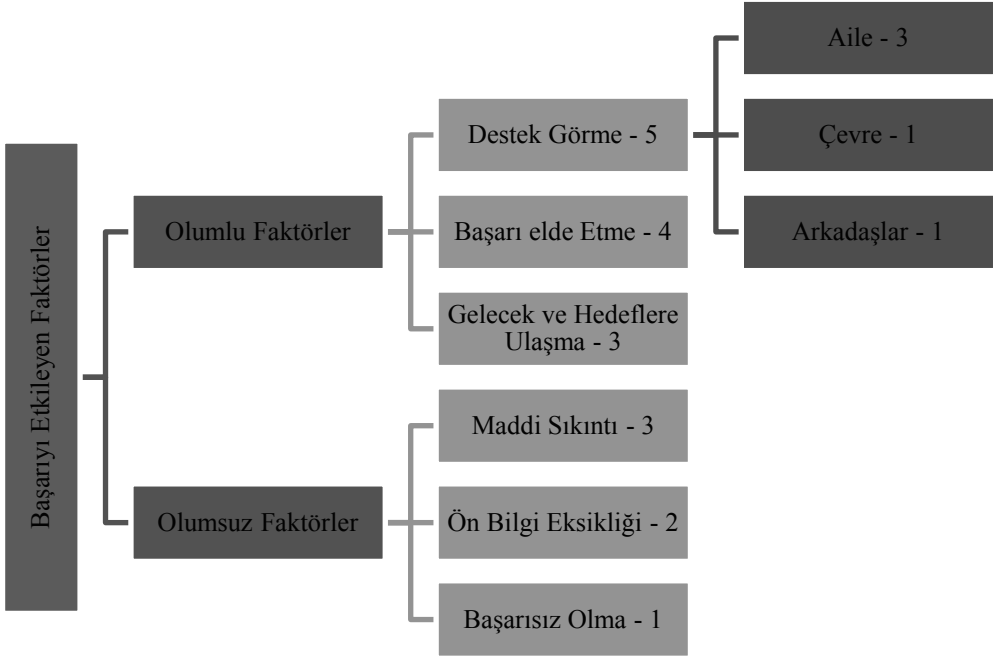 Başarıyı Etkileyen Faktörler
Olumlu Faktörler
Destek Görme - 5
Aile - 3
Çevre - 1
Arkadaşlar - 1
Başarı elde Etme - 4
Gelecek ve Hedeflere
Ulaşma - 3
Olumsuz Faktörler
Maddi Sıkıntı - 3
Ön Bilgi Eksikliği - 2
Başarısız Olma - 1